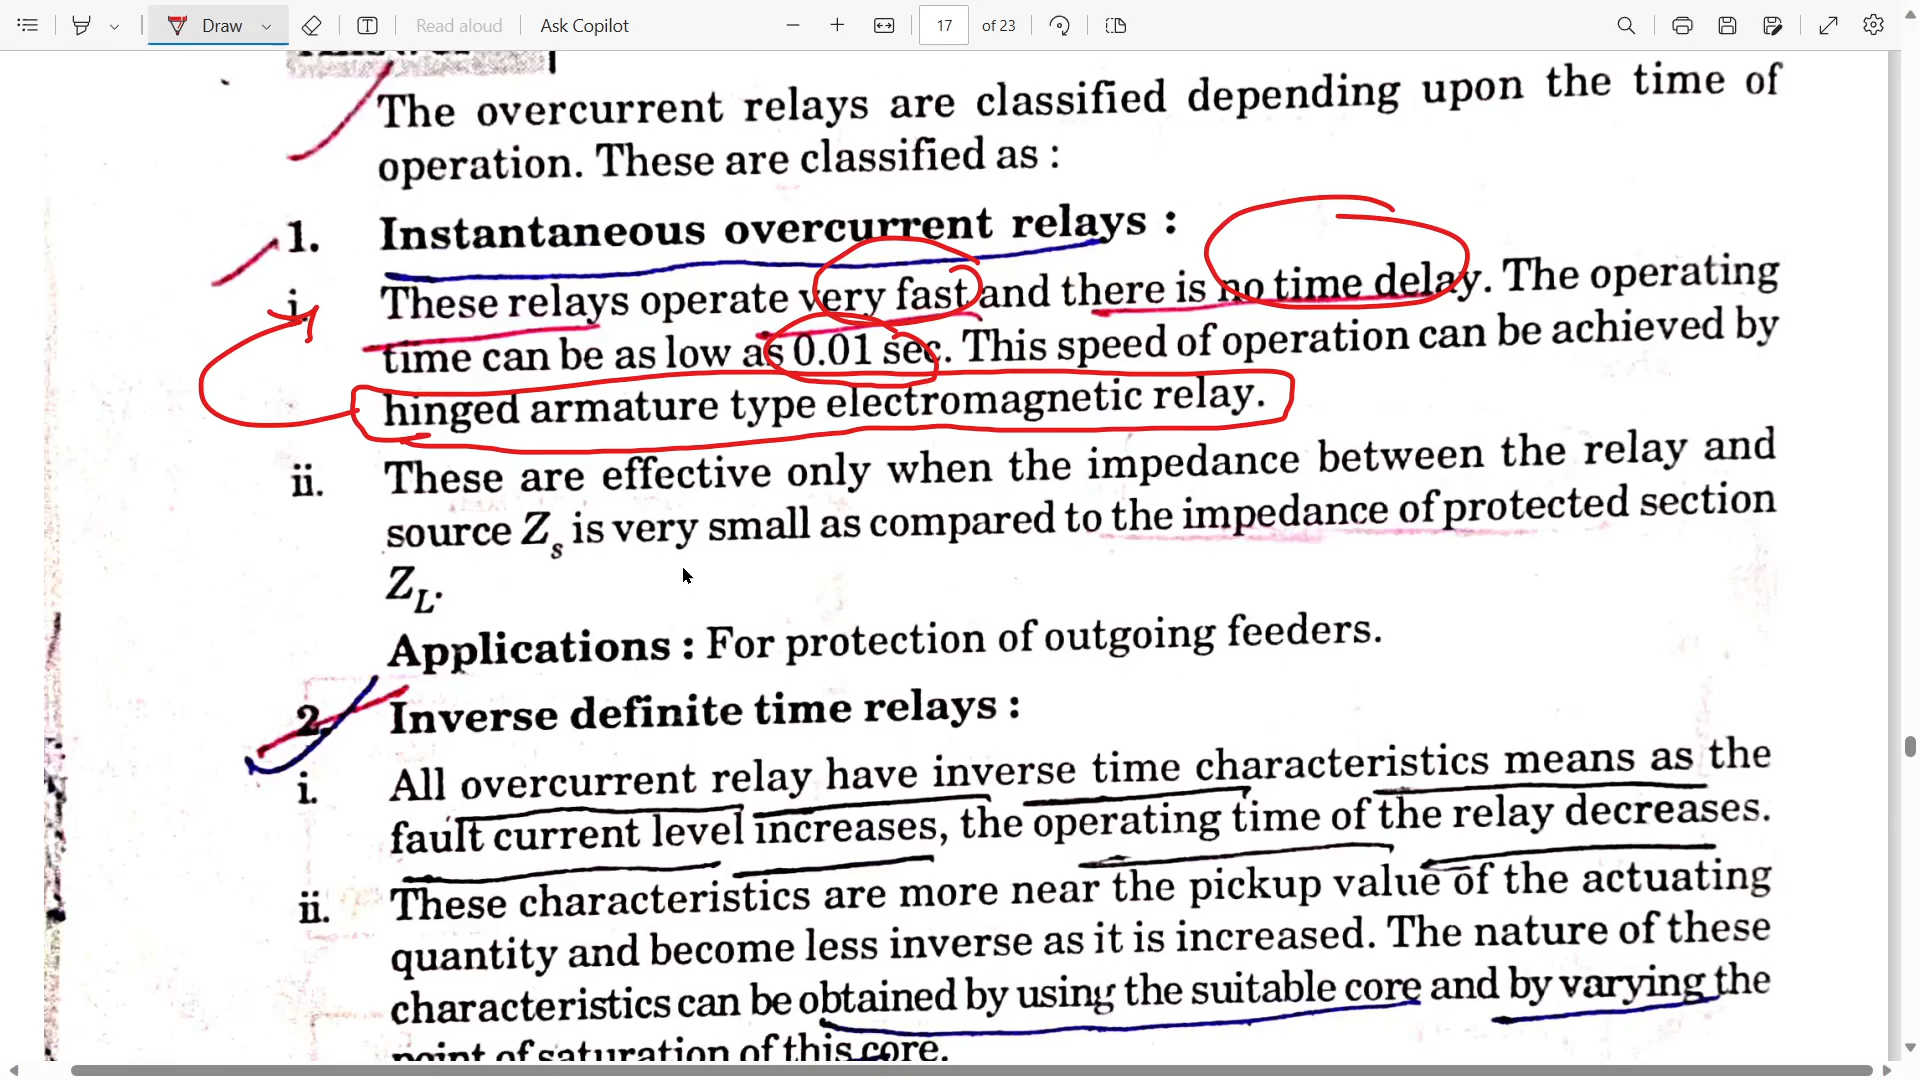 Draw
Read aloud
Ask Copilot
17
of 23
The overcurrent relays are classified depending upon the time of
operation. These are classified as :
1. Instantaneous overcurrent relays :
i. These relays operate very fast and there is no time delay. The operating
time can be as low as 0.01 sec. This speed of operation can be achieved by
hinged armature type electromagnetic relay.
ii. These are effective only when the impedance between the relay and
source Zs is very small as compared to the impedance of protected section
ZL.
Applications : For protection of outgoing feeders.
2. Inverse definite time relays :
i. All overcurrent relay have inverse time characteristics means as the
fault current level increases, the operating time of the relay decreases.
ii. These characteristics are more near the pickup value of the actuating
quantity and become less inverse as it is increased. The nature of these
characteristics can be obtained by using the suitable core and by varying the
point of saturation of this core.